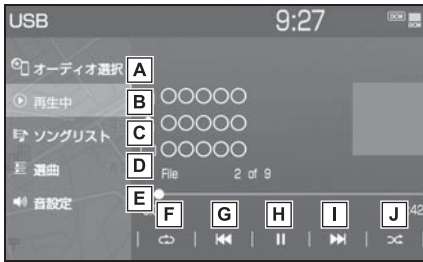 USB 9:27 DCM
オーディオ選択 A
再生中 B ○○○○○
ソングリスト C ○○○○○
選曲 D ○○○○○
File 2 of 9
音設定 E
F G H I J